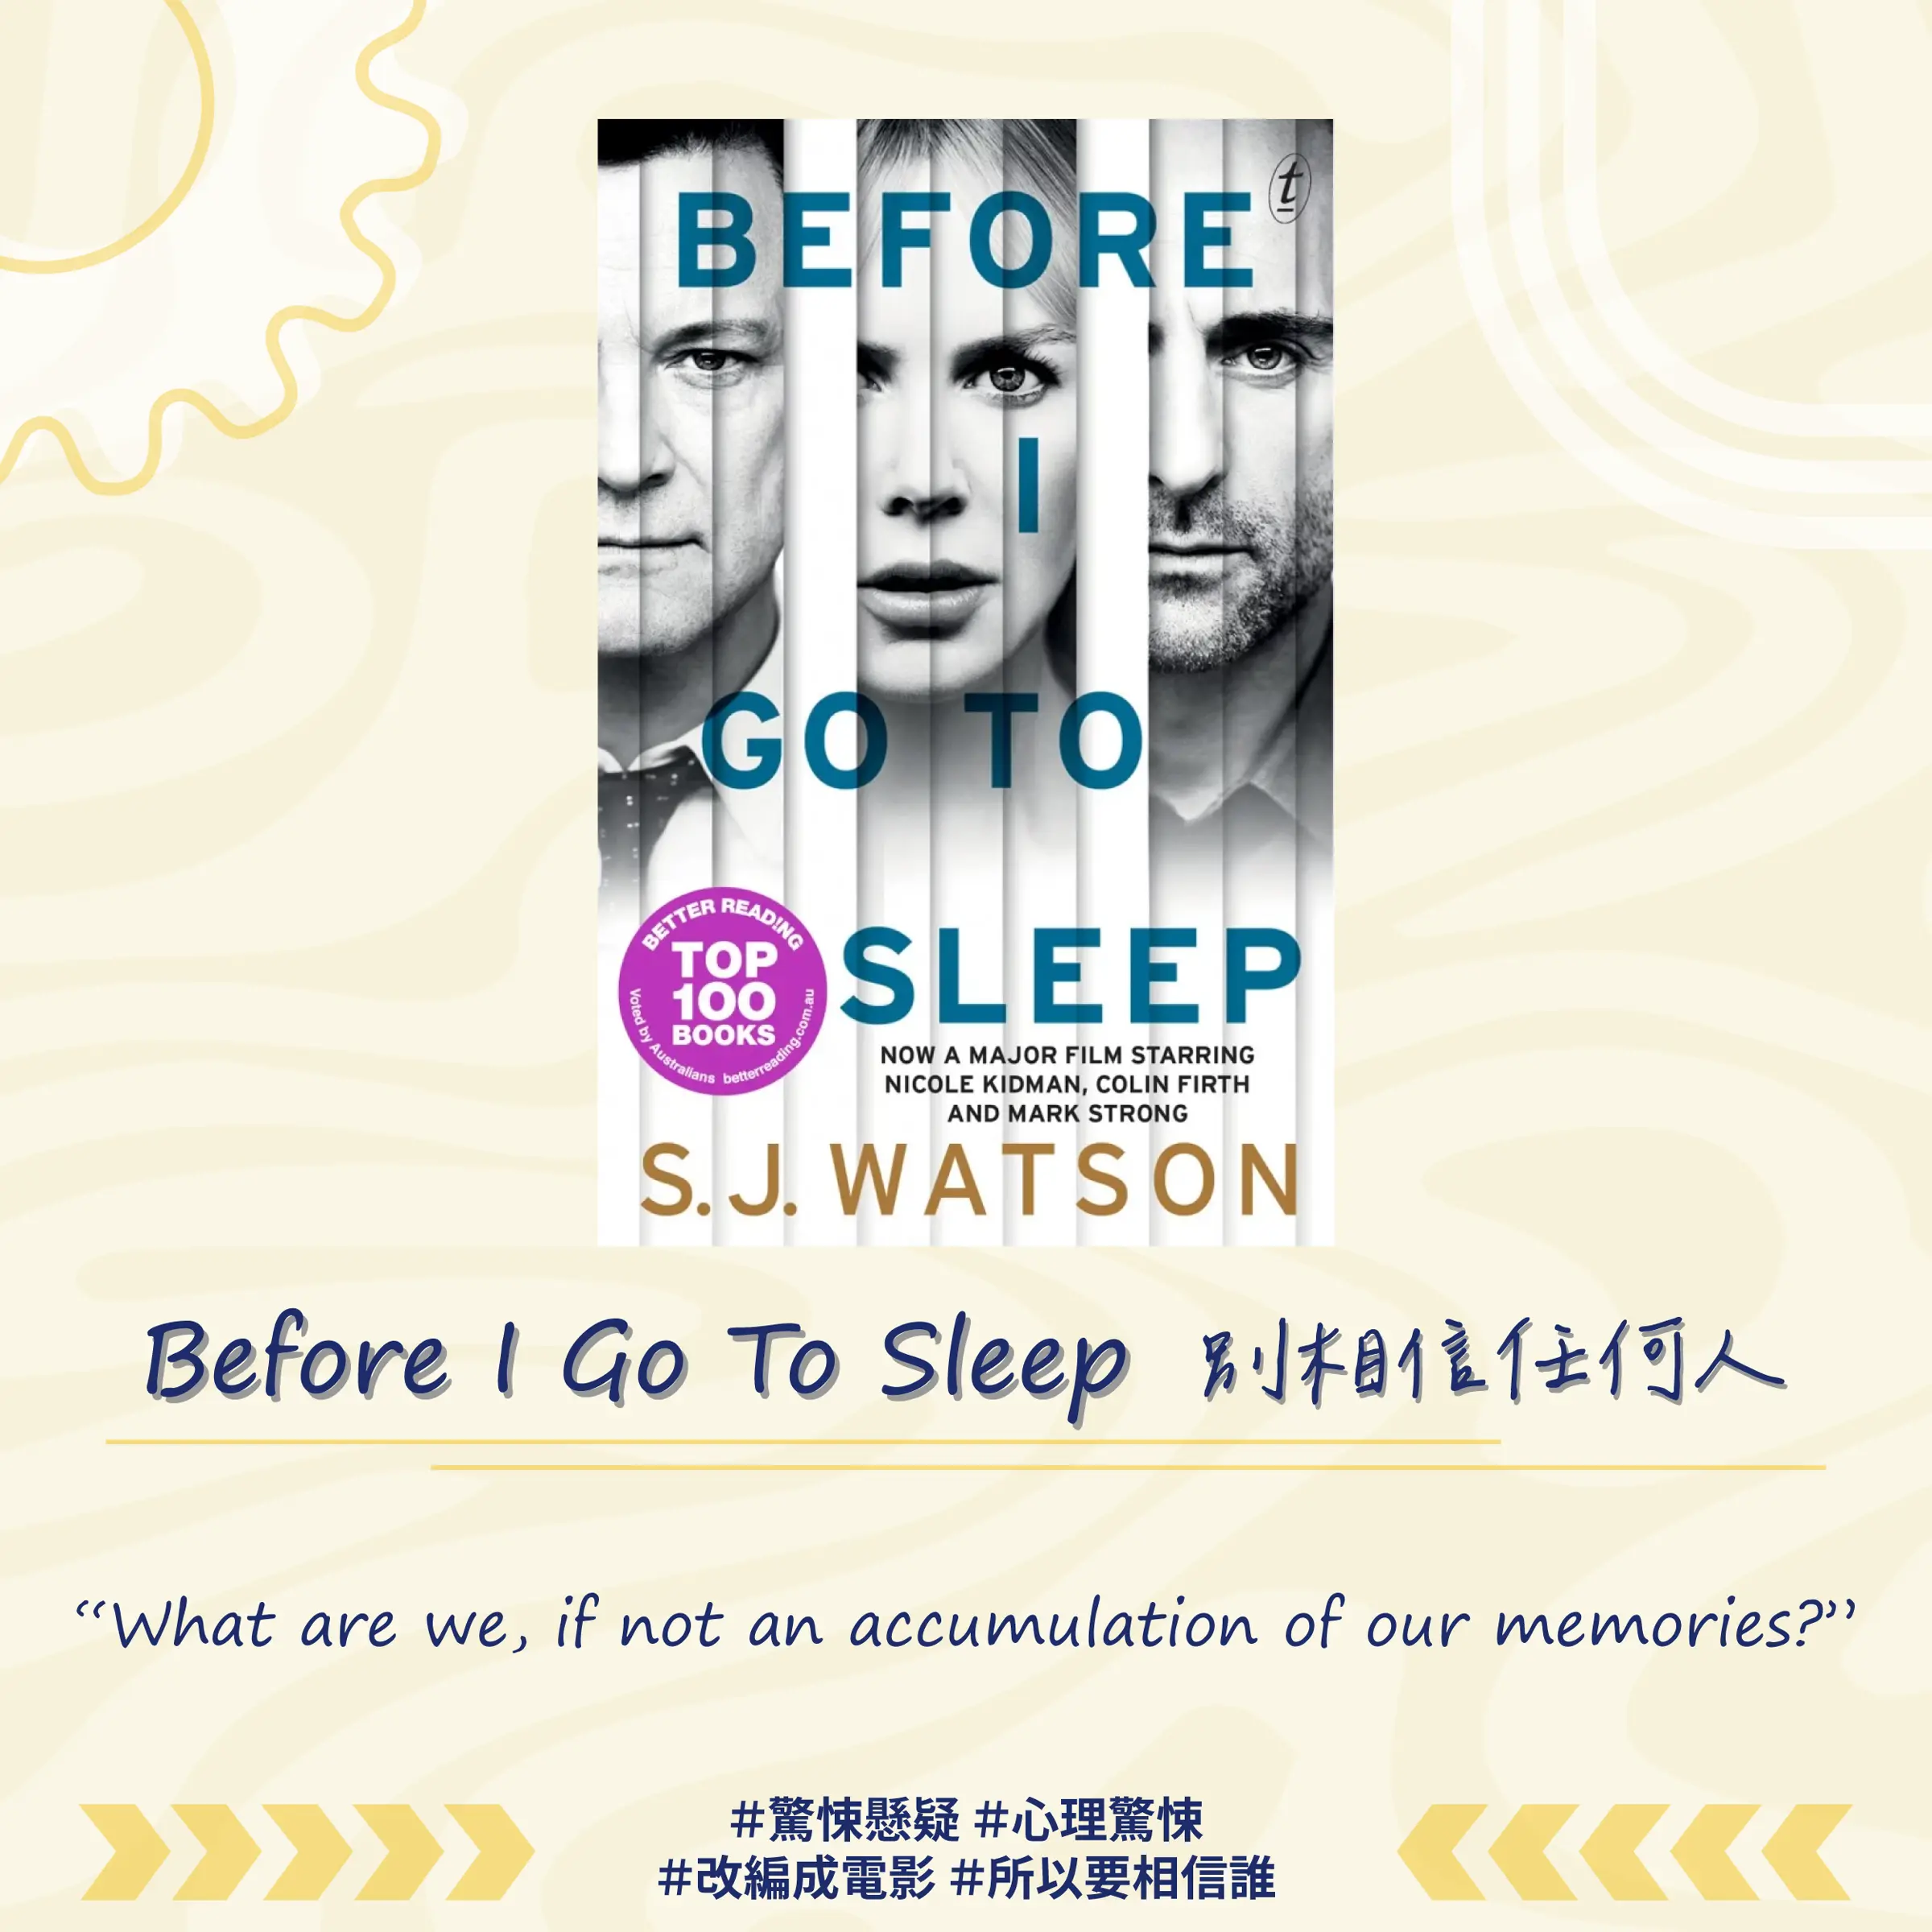 BEFORE
t
I
GO TO
SLEEP
BETTER READING
TOP
100
BOOKS
Voted by Australians betterreading.com.au
NOW A MAJOR FILM STARRING
NICOLE KIDMAN, COLIN FIRTH
AND MARK STRONG
S.J. WATSON
Before I Go To Sleep 別相信任何人
“What are we, if not an accumulation of our memories?”
#驚悚懸疑 #心理驚悚
#改編成電影 #所以要相信誰